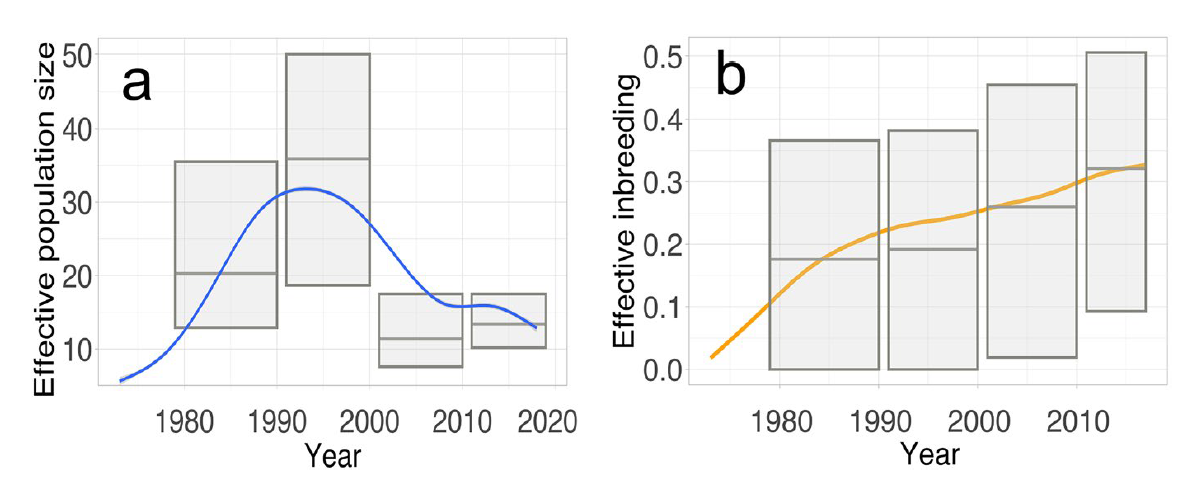 a
Effective population size
50
40
30
20
10
1980 1990 2000 2010 2020
Year
b
Effective inbreeding
0.5
0.4
0.3
0.2
0.1
0.0
1980 1990 2000 2010
Year